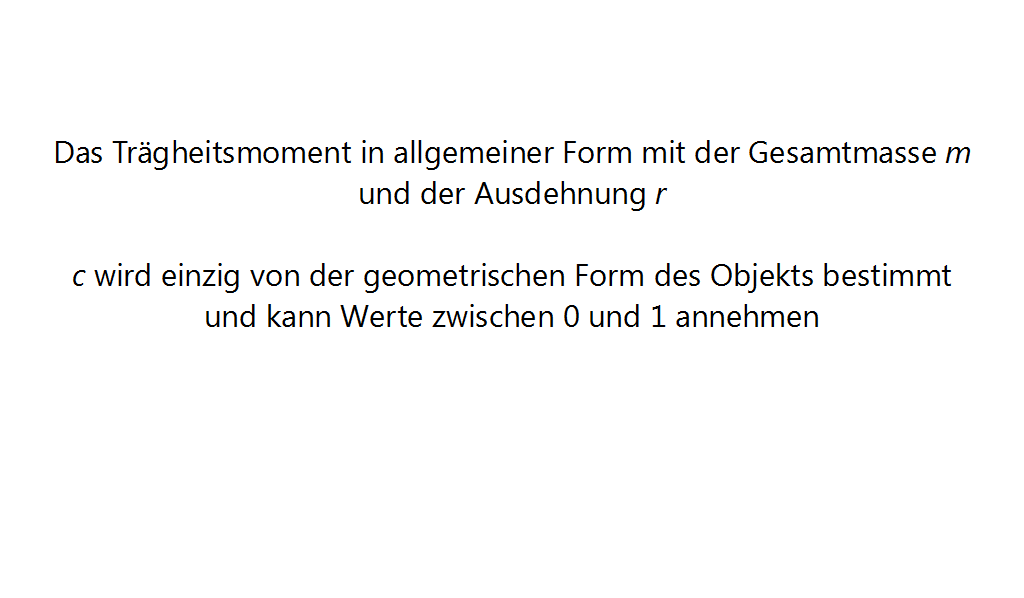 Das Trägheitsmoment in allgemeiner Form mit der Gesamtmasse m
und der Ausdehnung r
c wird einzig von der geometrischen Form des Objekts bestimmt
und kann Werte zwischen 0 und 1 annehmen